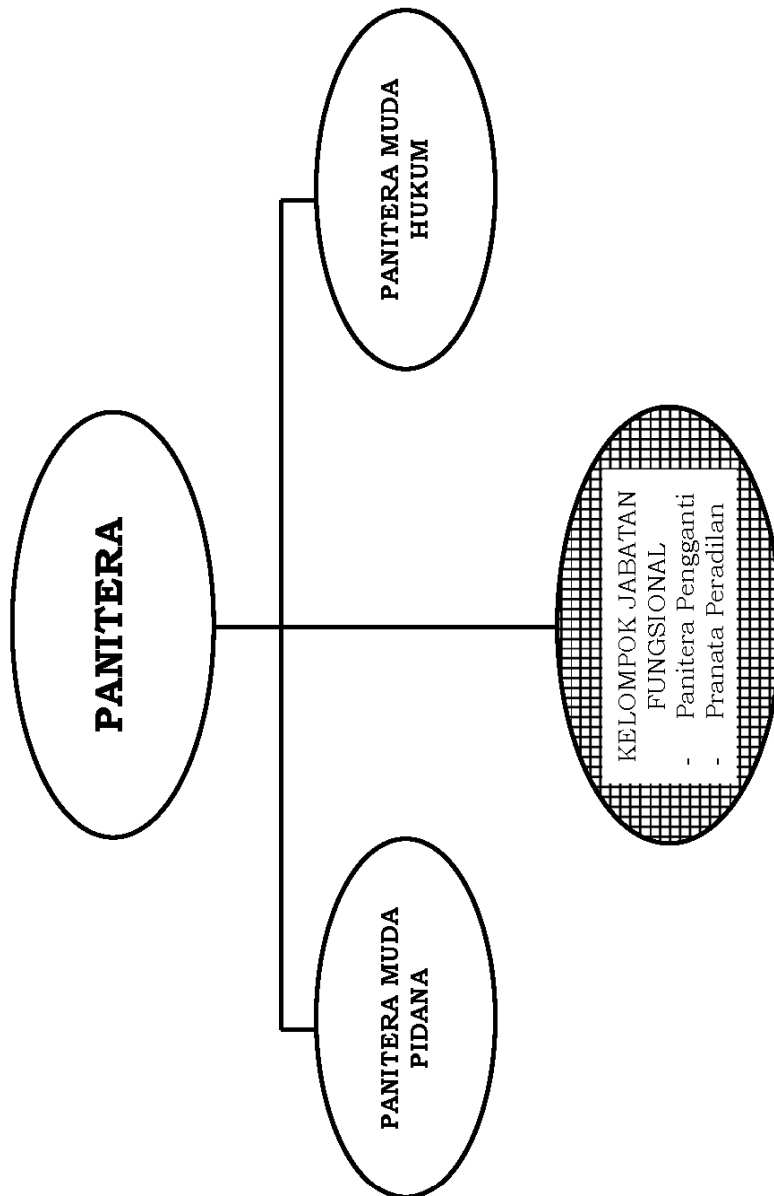 PANITERA
PANITERA MUDA
PIDANA
PANITERA MUDA
HUKUM
KELOMPOK JABATAN
FUNGSIONAL
- Panitera Pengganti
- Pranata Peradilan